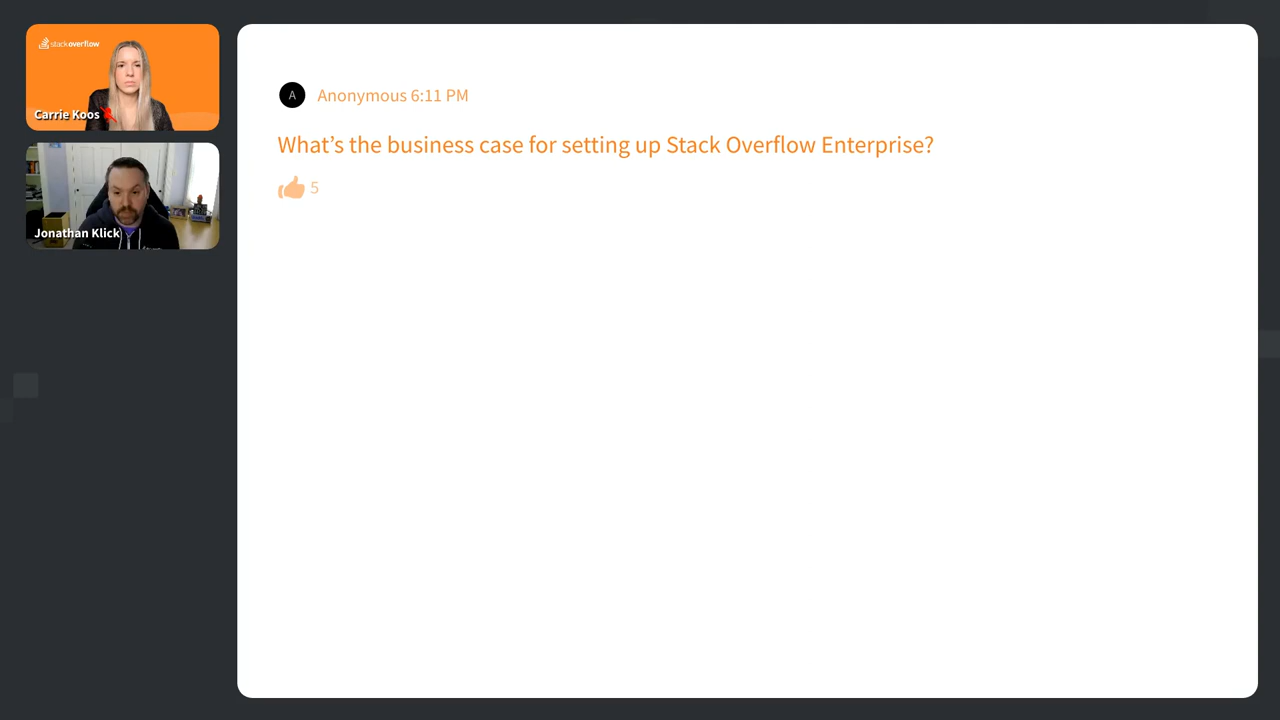 stackoverflow
Carrie Koos
Jonathan Klick
A
Anonymous 6:11 PM
What's the business case for setting up Stack Overflow Enterprise?
5